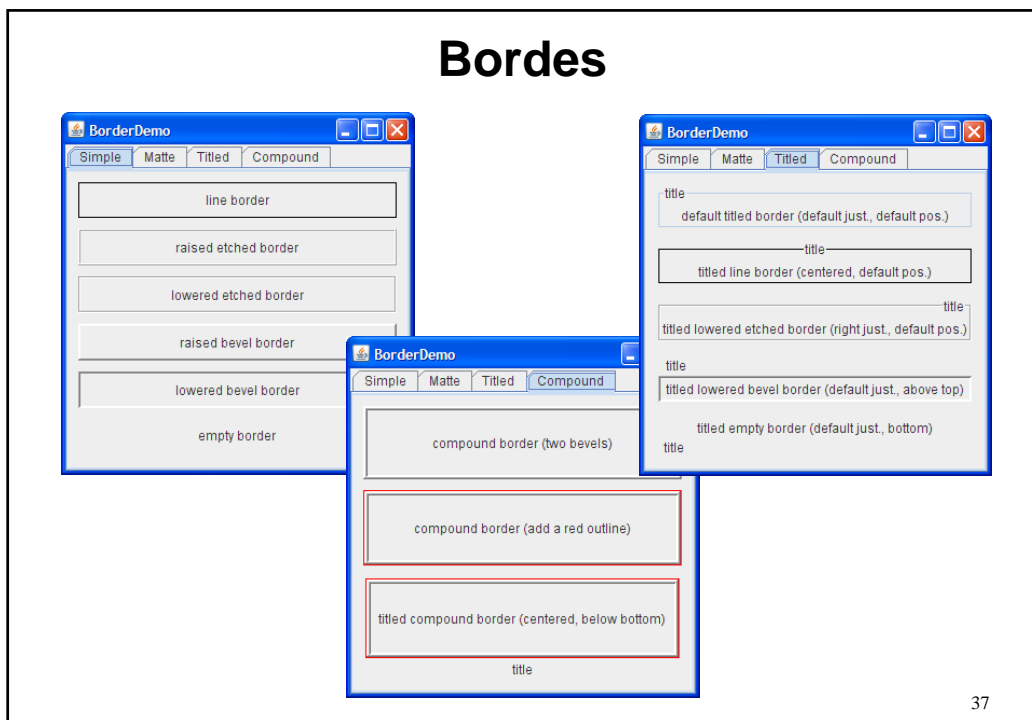 Bordes
BorderDemo
Simple Matte Titled Compound
line border
raised etched border
lowered etched border
raised bevel border
lowered bevel border
empty border
BorderDemo
Simple Matte Titled Compound
compound border (two bevels)
compound border (add a red outline)
titled compound border (centered, below bottom)
title
BorderDemo
Simple Matte Titled Compound
title
default titled border (default just., default pos.)
title
titled line border (centered, default pos.)
title
titled lowered etched border (right just., default pos.)
title
titled lowered bevel border (default just., above top)
titled empty border (default just., bottom)
title
37